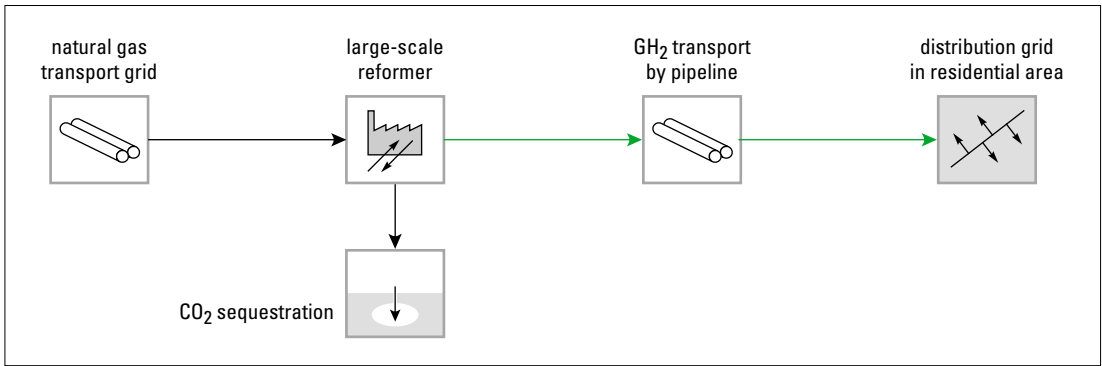 natural gas
transport grid
large-scale
reformer
GH₂ transport
by pipeline
distribution grid
in residential area
CO₂ sequestration